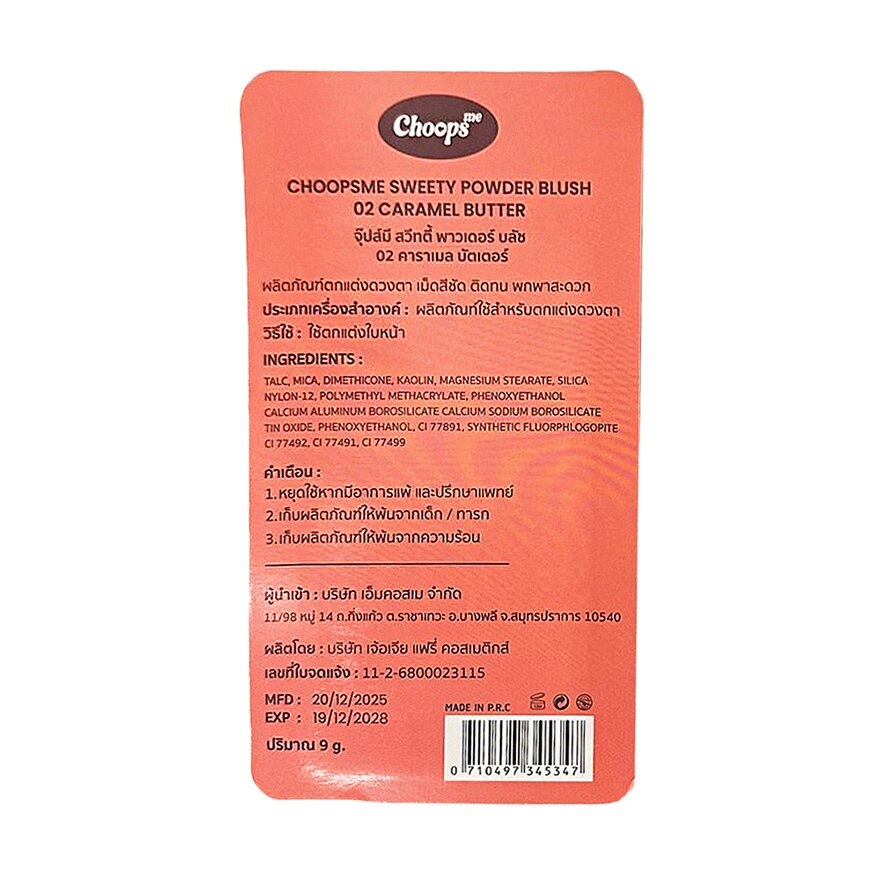 Choops me
CHOOPSME SWEETY POWDER BLUSH
02 CARAMEL BUTTER
จุ๊ปส์มี สวีทตี้ พาวเดอร์ บลัช
02 คาราเมล บัตเตอร์
ผลิตภัณฑ์ตกแต่งดวงตา เม็ดสีชัด ติดทน พกพาสะดวก
ประเภทเครื่องสำอางค์ : ผลิตภัณฑ์ใช้สำหรับตกแต่งดวงตา
วิธีใช้ : ใช้ตกแต่งใบหน้า
INGREDIENTS :
TALC, MICA, DIMETHICONE, KAOLIN, MAGNESIUM STEARATE, SILICA
NYLON-12, POLYMETHYL METHACRYLATE, PHENOXYETHANOL
CALCIUM ALUMINUM BOROSILICATE CALCIUM SODIUM BOROSILICATE
TIN OXIDE, PHENOXYETHANOL, CI 77891, SYNTHETIC FLUORPHLOGOPITE
CI 77492, CI 77491, CI 77499
คำเตือน :
1.หยุดใช้หากมีอาการแพ้ และปรึกษาแพทย์
2.เก็บผลิตภัณฑ์ให้พ้นจากเด็ก / ทารก
3.เก็บผลิตภัณฑ์ให้พ้นจากความร้อน
ผู้นำเข้า : บริษัท เอ็มคอสเม จำกัด
11/98 หมู่ 14 ถ.กิ่งแก้ว ต.ราชาเทวะ อ.บางพลี จ.สมุทรปราการ 10540
ผลิตโดย : บริษัท เจ้อเจีย แฟรี่ คอสเมติกส์
เลขที่ใบจดแจ้ง : 11-2-6800023115
MFD : 20/12/2025
EXP : 19/12/2028
ปริมาณ 9 g.
MADE IN P.R.C
0 710497 345347